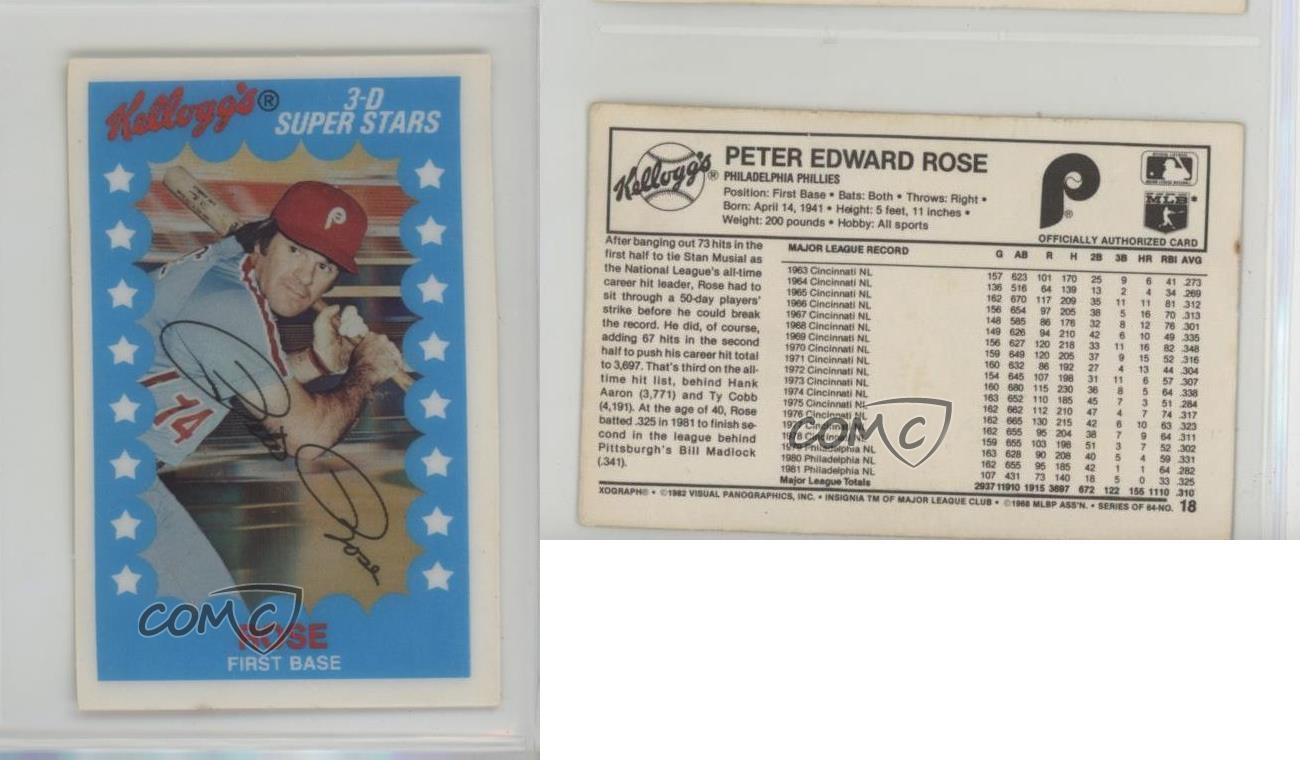 Kellogg's®
3-D
SUPER STARS
P
14
Pete
Rose
COMC
ROSE
FIRST BASE
Kellogg's®
PETER EDWARD ROSE
PHILADELPHIA PHILLIES
Position: First Base • Bats: Both • Throws: Right •
Born: April 14, 1941 • Height: 5 feet, 11 inches •
Weight: 200 pounds • Hobby: All sports
P®
MLB
OFFICIALLY AUTHORIZED CARD
After banging out 73 hits in the
first half to tie Stan Musial as
the National League's all-time
career hit leader, Rose had to
sit through a 50-day players'
strike before he could break
the record. He did, of course,
adding 67 hits in the second
half to push his career hit total
to 3,697. That's third on the all-
time hit list, behind Hank
Aaron (3,771) and Ty Cobb
(4,191). At the age of 40, Rose
batted .325 in 1981 to finish se-
cond in the league behind
Pittsburgh's Bill Madlock
(.341).
MAJOR LEAGUE RECORD G AB R H 2B 3B HR RBI AVG
1963 Cincinnati NL 157 623 101 170 25 9 6 41 .273
1964 Cincinnati NL 136 516 64 139 13 2 4 34 .269
1965 Cincinnati NL 162 670 117 209 35 11 11 81 .312
1966 Cincinnati NL 156 654 97 205 38 5 16 70 .313
1967 Cincinnati NL 148 585 86 176 32 8 12 76 .301
1968 Cincinnati NL 149 626 94 210 42 6 10 49 .335
1969 Cincinnati NL 156 627 120 218 33 11 16 82 .348
1970 Cincinnati NL 159 649 120 205 37 9 15 52 .316
1971 Cincinnati NL 160 632 86 192 27 4 13 44 .304
1972 Cincinnati NL 154 645 107 198 31 11 6 57 .307
1973 Cincinnati NL 160 680 115 230 36 8 5 64 .338
1974 Cincinnati NL 163 652 110 185 45 7 3 51 .284
1975 Cincinnati NL 162 662 112 210 47 4 7 74 .317
1976 Cincinnati NL 162 665 130 215 42 6 10 63 .323
1977 Cincinnati NL 162 655 95 204 38 7 9 64 .311
1978 Cincinnati NL 159 655 103 198 51 3 7 52 .302
1979 Philadelphia NL 163 628 90 208 40 5 4 59 .331
1980 Philadelphia NL 162 655 95 185 42 1 1 64 .282
1981 Philadelphia NL 107 431 73 140 18 5 0 33 .325
Major League Totals 2937 11910 1915 3697 672 122 155 1110 .310
COMC
XOGRAPH® • ©1982 VISUAL PANOGRAPHICS, INC. • INSIGNIA TM OF MAJOR LEAGUE CLUB • ©1968 MLBP ASS'N. • SERIES OF 64-NO. 18